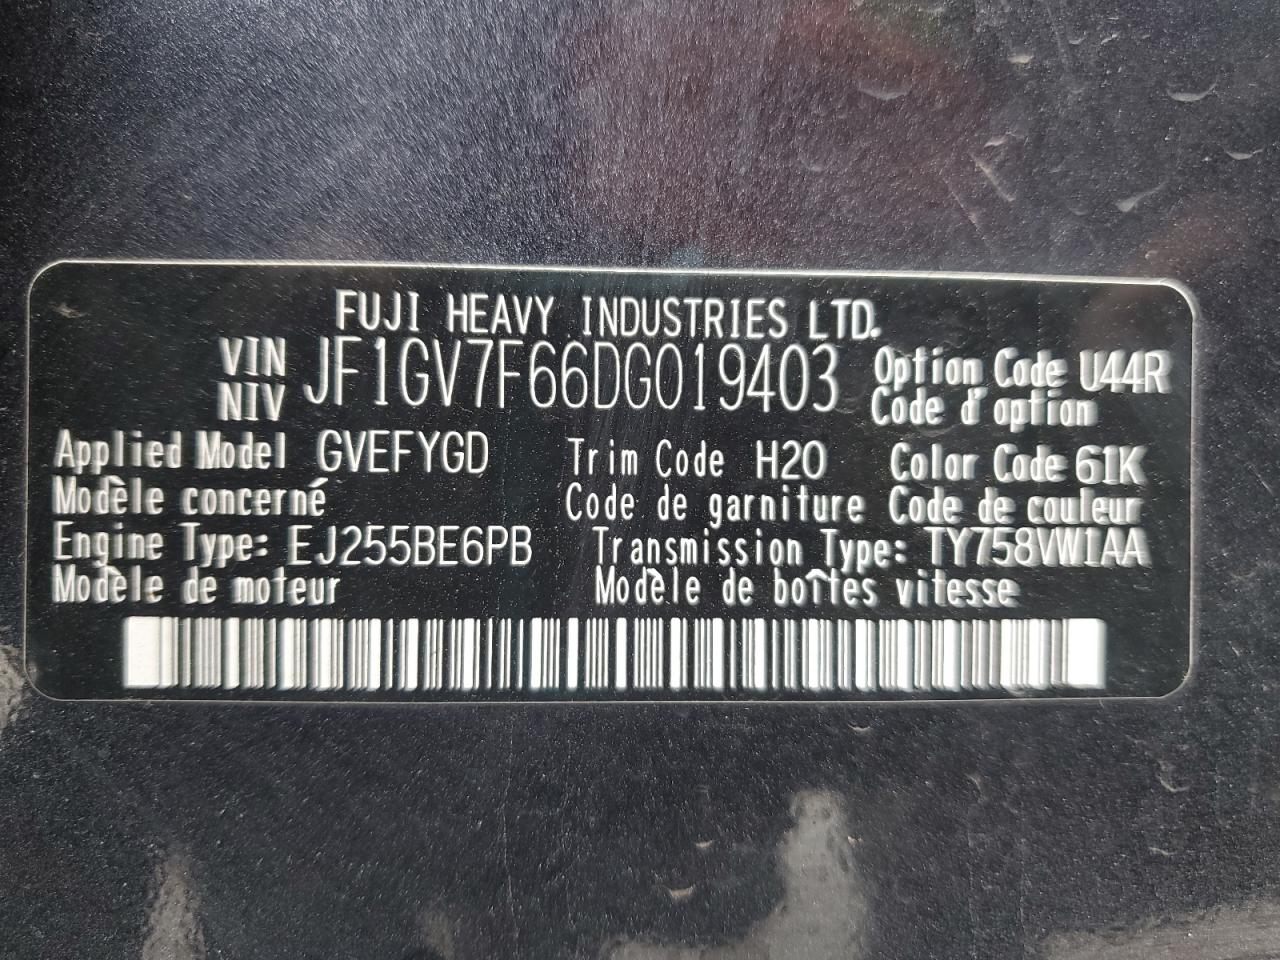 FUJI HEAVY INDUSTRIES LTD.
VIN NIV JF1GV7F66DG019403 Option Code U44R
Code d'option
Applied Model GVEFYGD Trim Code H20 Color Code 61K
Modèle concerné Code de garniture Code de couleur
Engine Type: EJ255BE6PB Transmission Type: TY758VW1AA
Modèle de moteur Modèle de boîtes vitesse